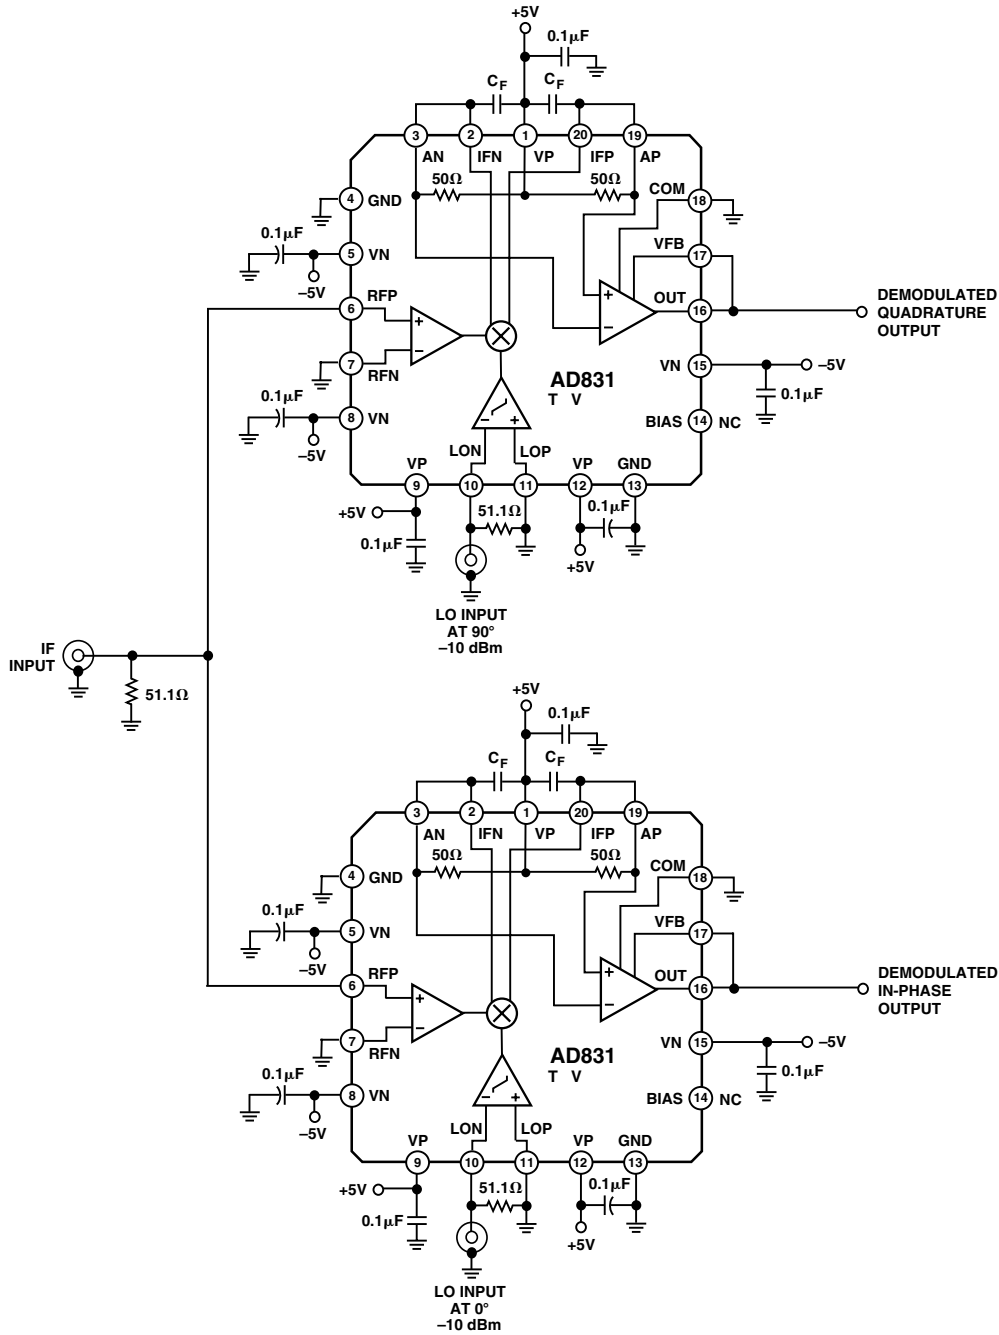 +5V
0.1µF
CF
CF
3
2
1
20
19
AN
IFN
VP
IFP
AP
50Ω
50Ω
COM
4
GND
18
0.1µF
VFB
5
VN
17
–5V
RFP
OUT
DEMODULATED
QUADRATURE
OUTPUT
6
+
+
–
16
–
7
RFN
VN
15
–5V
AD831
T V
0.1µF
0.1µF
8
VN
–
+
BIAS
14
NC
–5V
LON
LOP
VP
VP
GND
9
10
11
12
13
+5V
51.1Ω
0.1µF
0.1µF
+5V
LO INPUT
AT 90°
–10 dBm
IF
INPUT
51.1Ω
+5V
0.1µF
CF
CF
3
2
1
20
19
AN
IFN
VP
IFP
AP
50Ω
50Ω
COM
4
GND
18
0.1µF
VFB
5
VN
17
–5V
RFP
OUT
DEMODULATED
IN-PHASE
OUTPUT
6
+
+
–
16
–
7
RFN
VN
15
–5V
AD831
T V
0.1µF
0.1µF
8
VN
–
+
BIAS
14
NC
–5V
LON
LOP
VP
VP
GND
9
10
11
12
13
+5V
51.1Ω
0.1µF
0.1µF
+5V
LO INPUT
AT 0°
–10 dBm